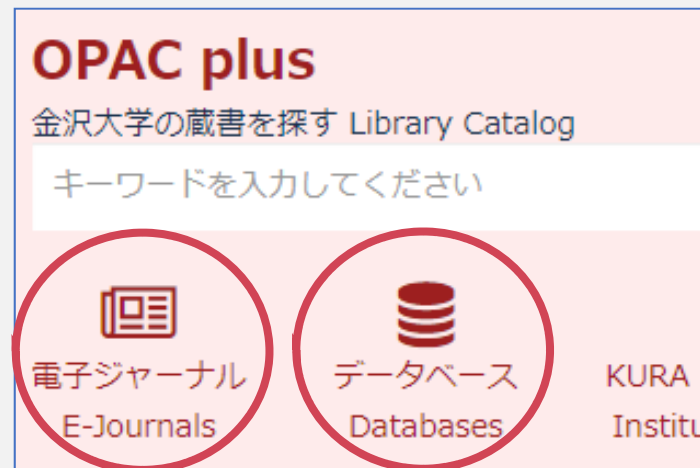 OPAC plus
金沢大学の蔵書を探す Library Catalog
キーワードを入力してください
電子ジャーナル
E-Journals
データベース
Databases
KURA
Institu